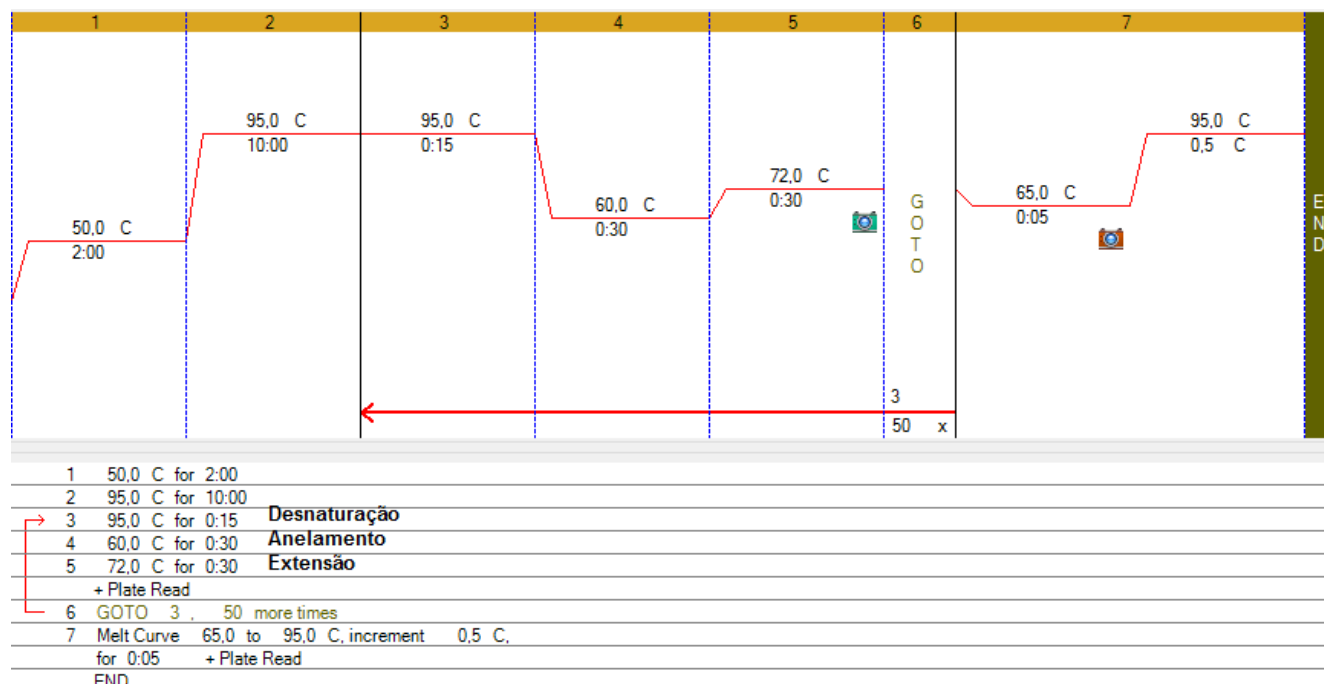 1 2 3 4 5 6 7
95,0 C 95,0 C 95,0 C
10:00 0:15 0,5 C
72,0 C
0:30
65,0 C
0:05
60,0 C
0:30
50,0 C
2:00
GOTO
END
3
50 x
1 50,0 C for 2:00
2 95,0 C for 10:00
3 95,0 C for 0:15 Desnaturação
4 60,0 C for 0:30 Anelamento
5 72,0 C for 0:30 Extensão
+ Plate Read
6 GOTO 3 , 50 more times
7 Melt Curve 65,0 to 95,0 C, increment 0,5 C,
for 0:05 + Plate Read
END